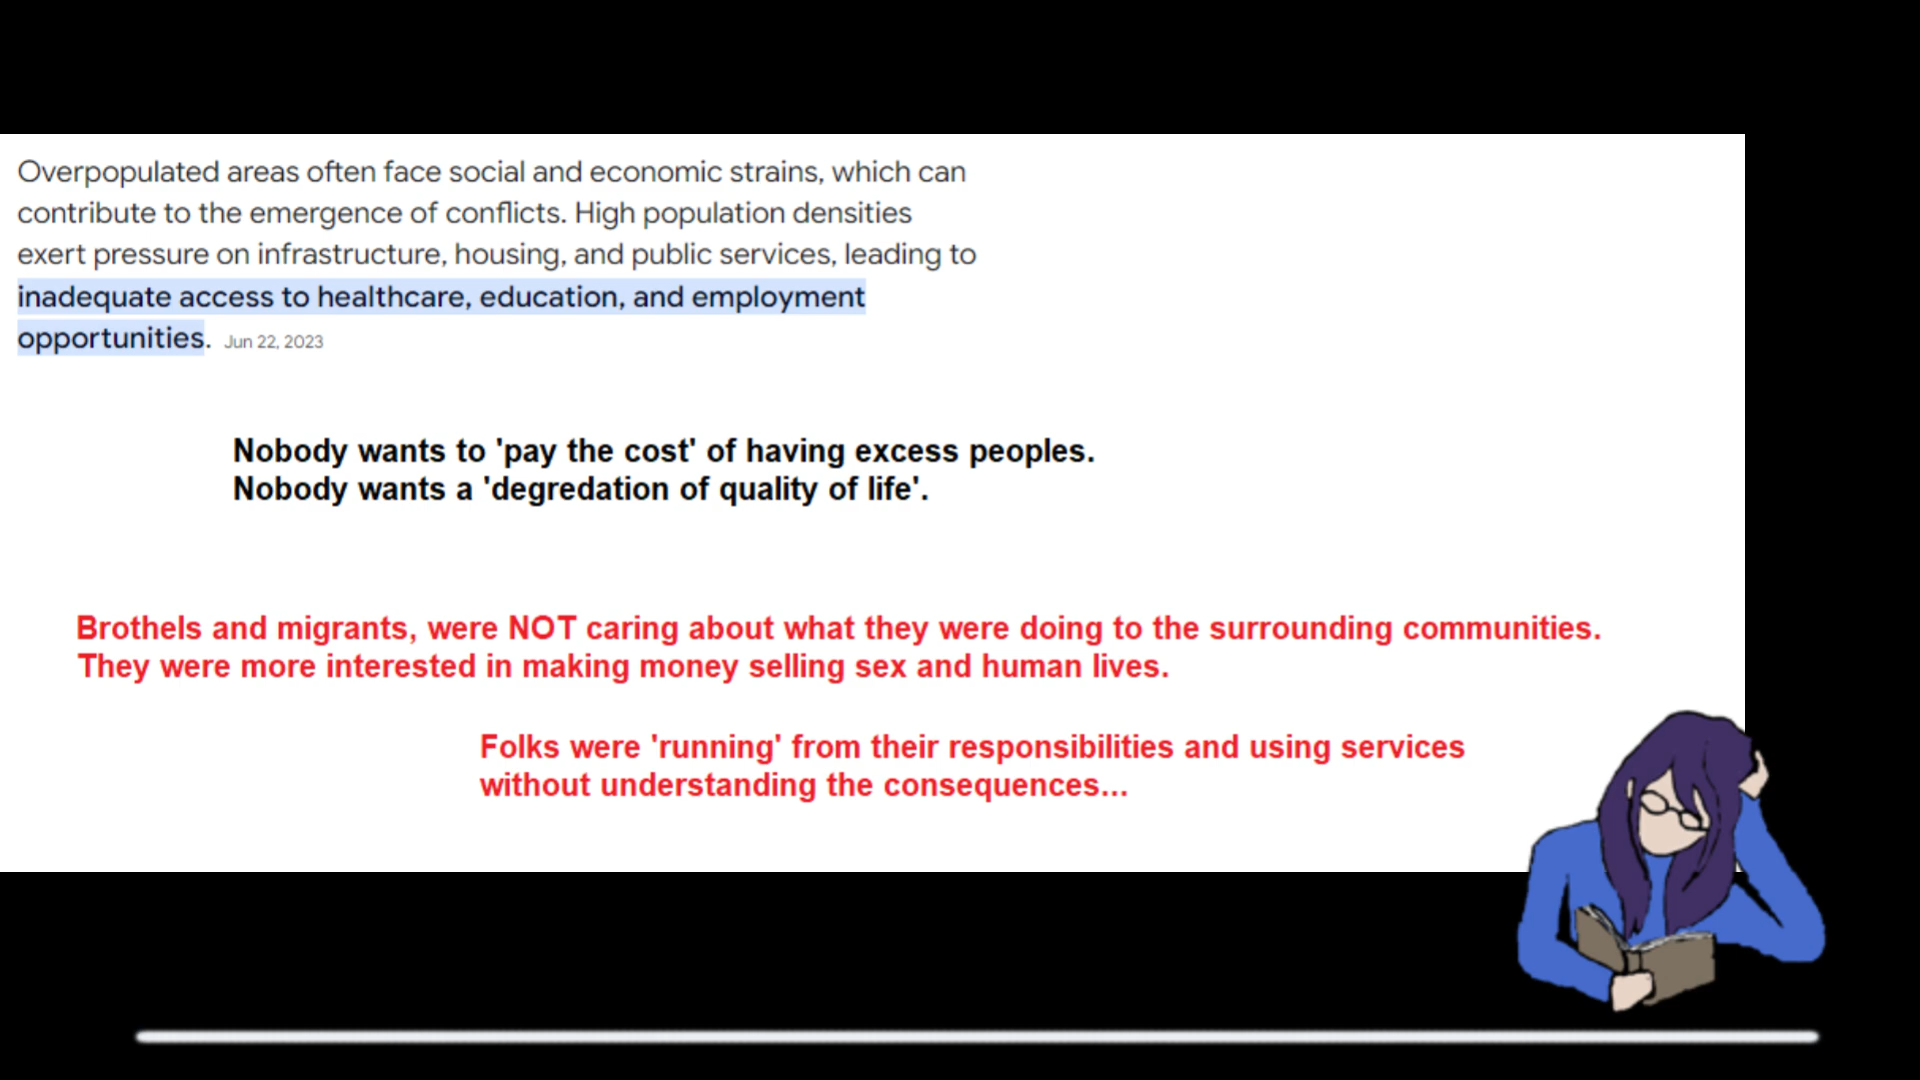 Overpopulated areas often face social and economic strains, which can
contribute to the emergence of conflicts. High population densities
exert pressure on infrastructure, housing, and public services, leading to
inadequate access to healthcare, education, and employment
opportunities. Jun 22, 2023
Nobody wants to 'pay the cost' of having excess peoples.
Nobody wants a 'degredation of quality of life'.
Brothels and migrants, were NOT caring about what they were doing to the surrounding communities.
They were more interested in making money selling sex and human lives.
Folks were 'running' from their responsibilities and using services
without understanding the consequences...